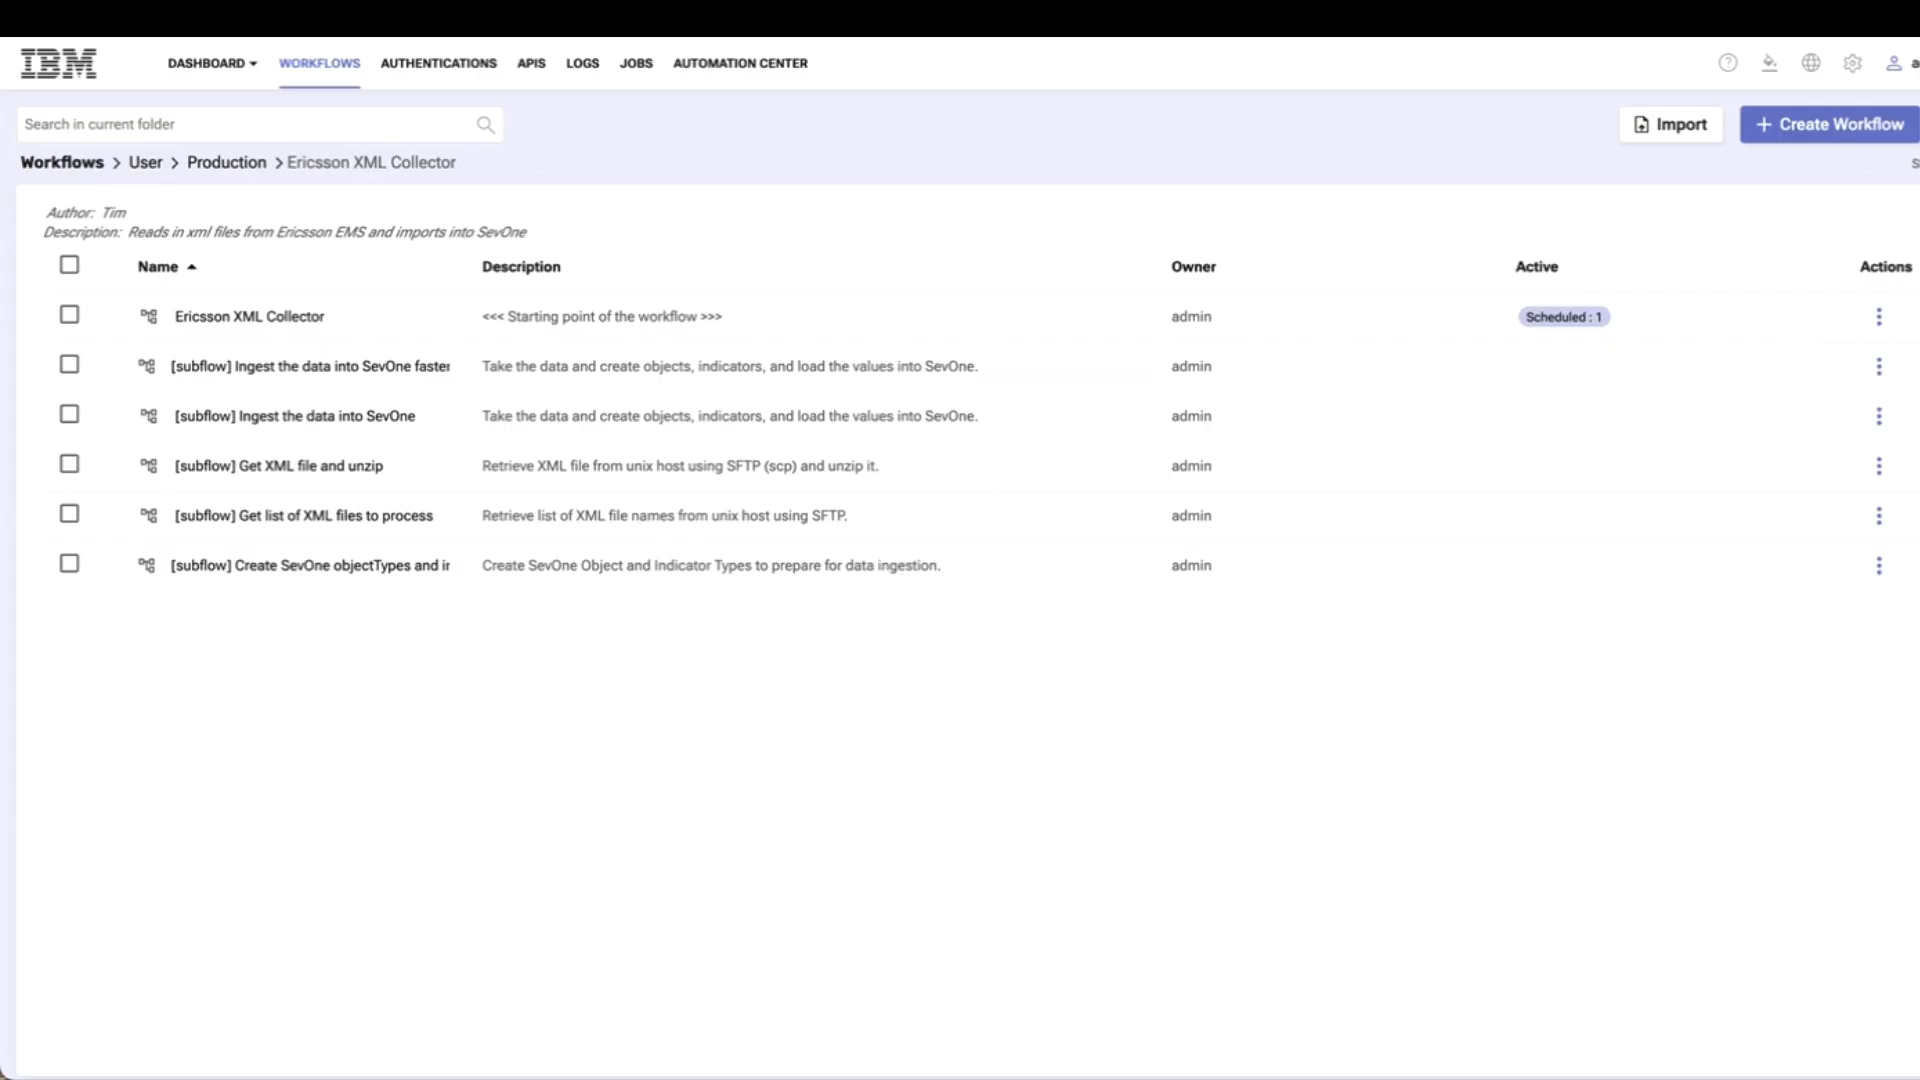 IBM DASHBOARD WORKFLOWS AUTHENTICATIONS APIS LOGS JOBS AUTOMATION CENTER
Search in current folder Import + Create Workflow
Workflows > User > Production > Ericsson XML Collector
Author: Tim
Description: Reads in xml files from Ericsson EMS and imports into SevOne
Name Description Owner Active Actions
Ericsson XML Collector <<< Starting point of the workflow >>> admin Scheduled : 1
[subflow] Ingest the data into SevOne faster Take the data and create objects, indicators, and load the values into SevOne. admin
[subflow] Ingest the data into SevOne Take the data and create objects, indicators, and load the values into SevOne. admin
[subflow] Get XML file and unzip Retrieve XML file from unix host using SFTP (scp) and unzip it. admin
[subflow] Get list of XML files to process Retrieve list of XML file names from unix host using SFTP. admin
[subflow] Create SevOne objectTypes and Create SevOne Object and Indicator Types to prepare for data ingestion. admin